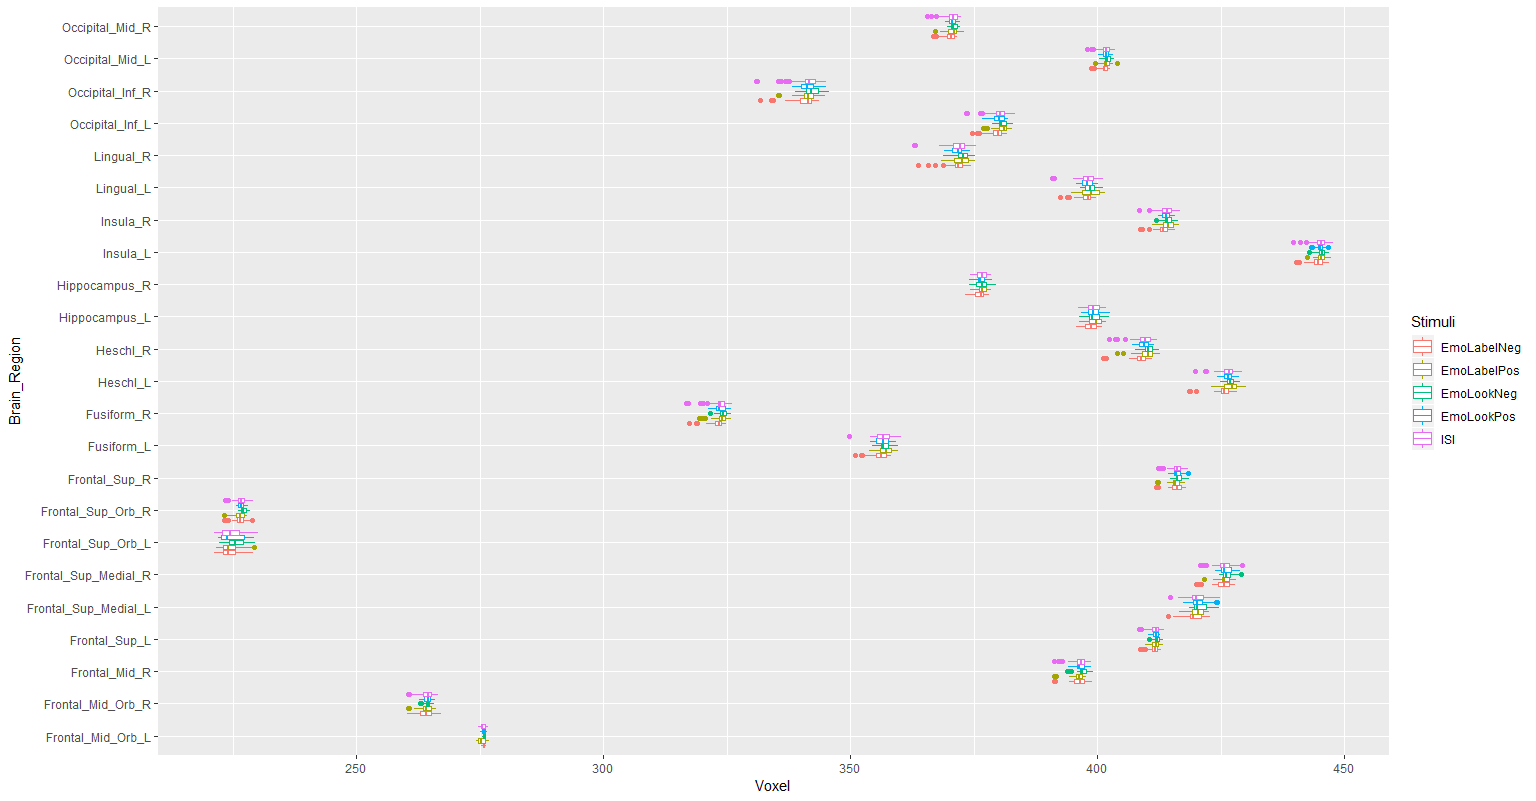 Brain_Region
Occipital_Mid_R
Occipital_Mid_L
Occipital_Inf_R
Occipital_Inf_L
Lingual_R
Lingual_L
Insula_R
Insula_L
Hippocampus_R
Hippocampus_L
Heschl_R
Heschl_L
Fusiform_R
Fusiform_L
Frontal_Sup_R
Frontal_Sup_Orb_R
Frontal_Sup_Orb_L
Frontal_Sup_Medial_R
Frontal_Sup_Medial_L
Frontal_Sup_L
Frontal_Mid_R
Frontal_Mid_Orb_R
Frontal_Mid_Orb_L
250 300 350 400 450
Voxel
Stimuli
EmoLabelNeg
EmoLabelPos
EmoLookNeg
EmoLookPos
ISI